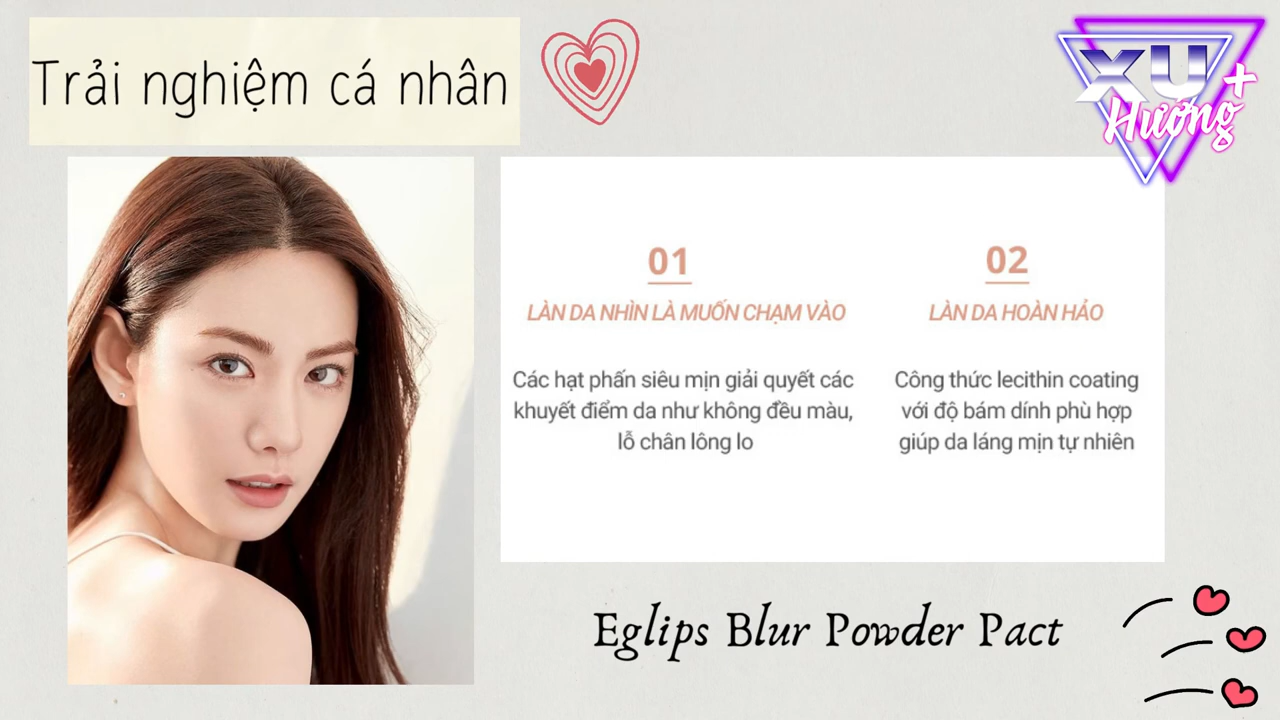 Trải nghiệm cá nhân
XU +
Hướng
01
LÀN DA NHÌN LÀ MUỐN CHẠM VÀO
Các hạt phấn siêu mịn giải quyết các
khuyết điểm da như không đều màu,
lỗ chân lông lo
02
LÀN DA HOÀN HẢO
Công thức lecithin coating
với độ bám dính phù hợp
giúp da láng mịn tự nhiên
Eglips Blur Powder Pact